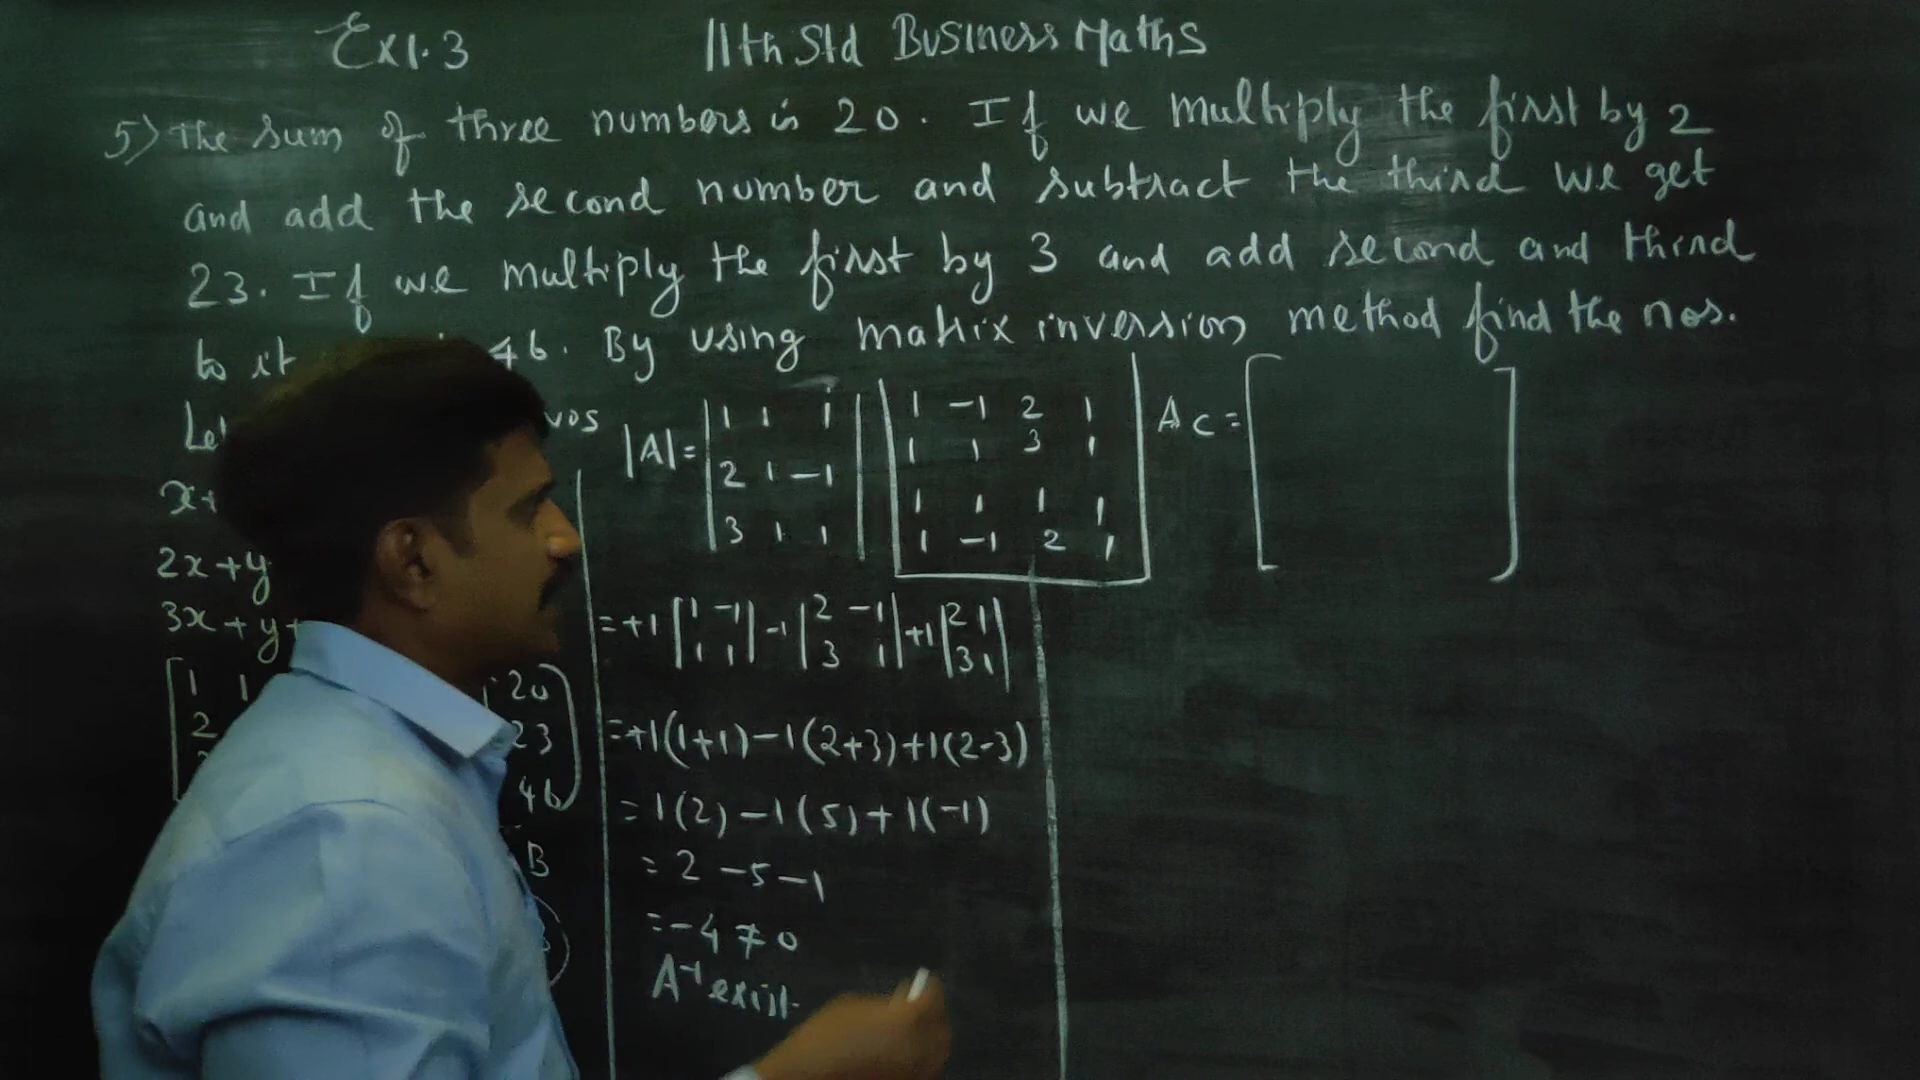 Ex1.3 11th Std Business Maths
5) The sum of three numbers is 20. If we multiply the first by 2
and add the second number and subtract the third we get
23. If we multiply the first by 3 and add second and third
to it 46. By using matrix inversion method find the nos.
Let nos
x+
2x+y
3x+y+
[1 1 20
2 23
46)
B
|A|= |1 1 1
2 1 -1
3 1 1|
=+1|1 -1 1 1|-1|2 -1 3 1|+1|2 1 3 1|
=+1(1+1)-1(2+3)+1(2-3)
=1(2)-1(5)+1(-1)
=2-5-1
=-4≠0
A⁻¹ exist
1 -1 2 1
1 1 3 1
1 1 1 1
1 -1 2 1
Ac=[ ]